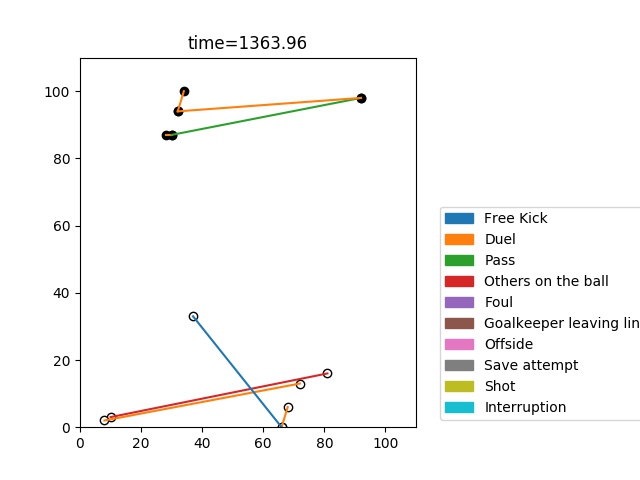 time=1363.96
100
80
60
40
20
0
0 20 40 60 80 100
Free Kick
Duel
Pass
Others on the ball
Foul
Goalkeeper leaving lin
Offside
Save attempt
Shot
Interruption